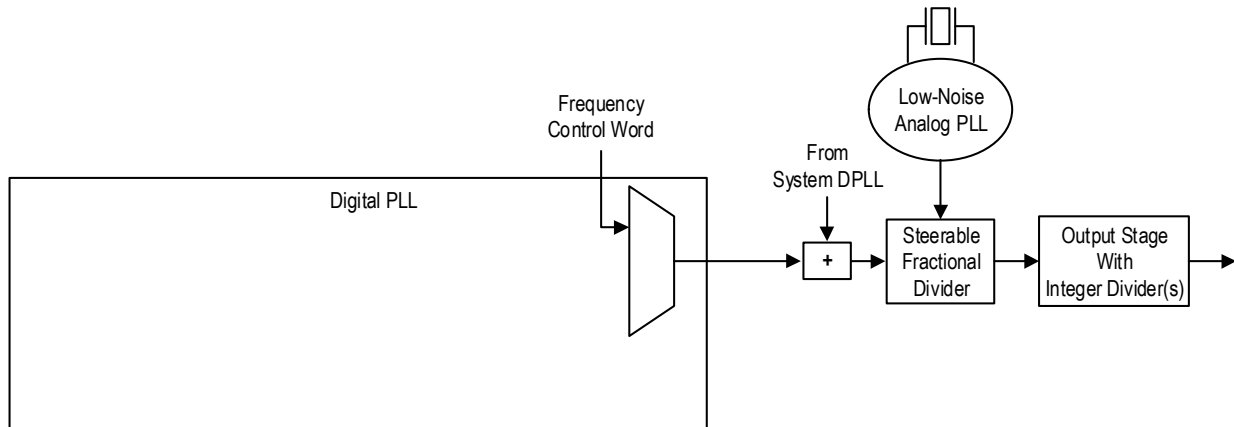 Low-Noise
Analog PLL
Frequency
Control Word
From
System DPLL
Digital PLL
+
Steerable
Fractional
Divider
Output Stage
With
Integer Divider(s)